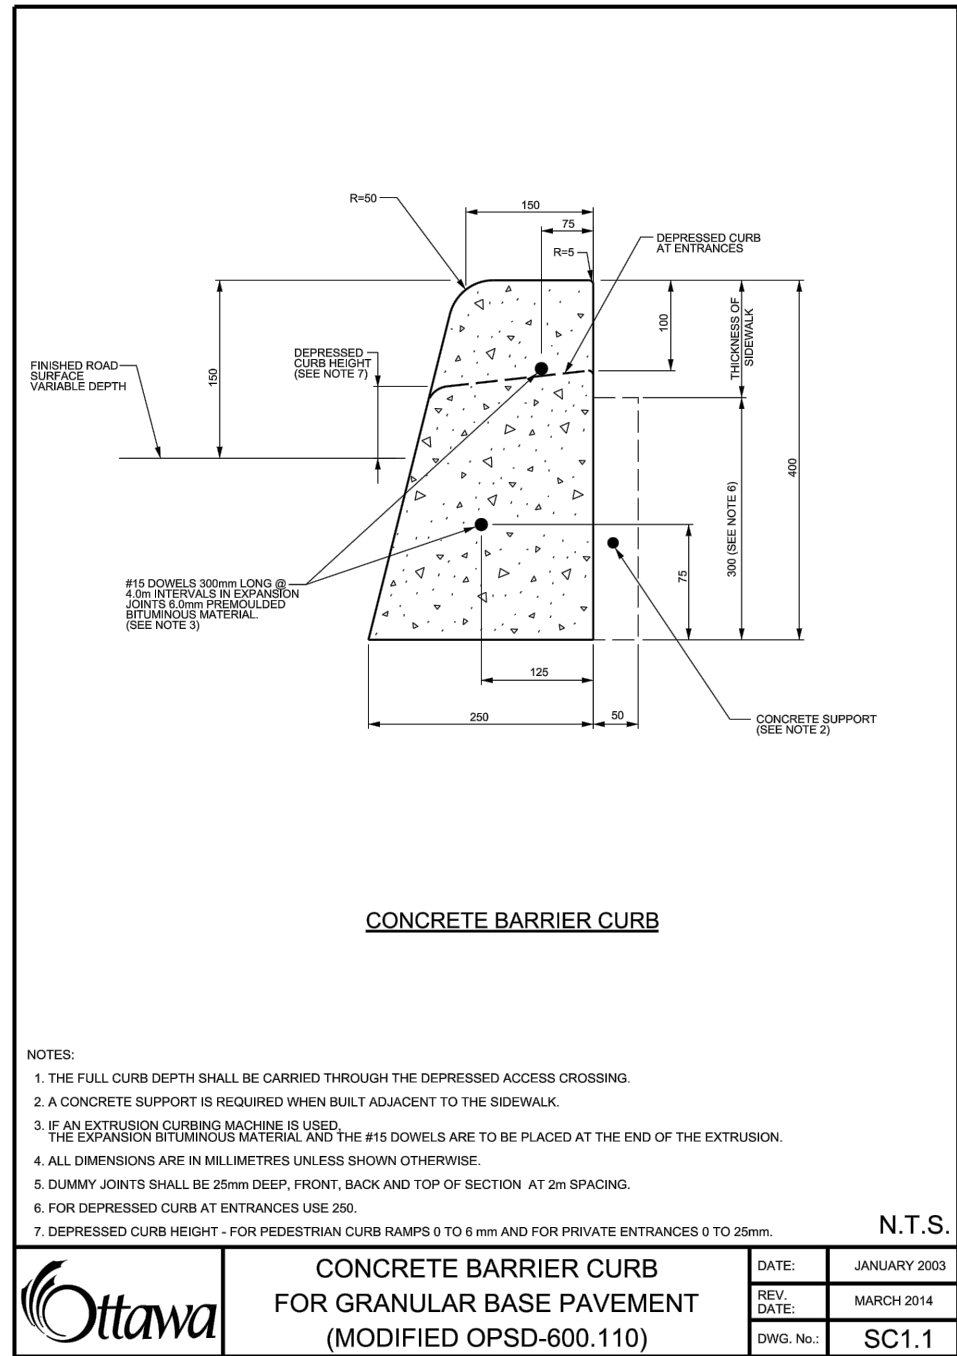 R=50
150
75
DEPRESSED CURB
AT ENTRANCES
R=5
THICKNESS OF
SIDEWALK
100
DEPRESSED
CURB HEIGHT
(SEE NOTE 7)
FINISHED ROAD
SURFACE
VARIABLE DEPTH
150
400
300 (SEE NOTE 6)
75
#15 DOWELS 300mm LONG @
4.0m INTERVALS IN EXPANSION
JOINTS 6.0mm PREMOULDED
BITUMINOUS MATERIAL.
(SEE NOTE 3)
125
250
50
CONCRETE SUPPORT
(SEE NOTE 2)
CONCRETE BARRIER CURB
NOTES:
1. THE FULL CURB DEPTH SHALL BE CARRIED THROUGH THE DEPRESSED ACCESS CROSSING.
2. A CONCRETE SUPPORT IS REQUIRED WHEN BUILT ADJACENT TO THE SIDEWALK.
3. IF AN EXTRUSION CURBING MACHINE IS USED,
THE EXPANSION BITUMINOUS MATERIAL AND THE #15 DOWELS ARE TO BE PLACED AT THE END OF THE EXTRUSION.
4. ALL DIMENSIONS ARE IN MILLIMETRES UNLESS SHOWN OTHERWISE.
5. DUMMY JOINTS SHALL BE 25mm DEEP, FRONT, BACK AND TOP OF SECTION AT 2m SPACING.
6. FOR DEPRESSED CURB AT ENTRANCES USE 250.
7. DEPRESSED CURB HEIGHT - FOR PEDESTRIAN CURB RAMPS 0 TO 6 mm AND FOR PRIVATE ENTRANCES 0 TO 25mm.
N.T.S.
Ottawa
CONCRETE BARRIER CURB
FOR GRANULAR BASE PAVEMENT
(MODIFIED OPSD-600.110)
DATE: JANUARY 2003
REV.
DATE: MARCH 2014
DWG. No.: SC1.1